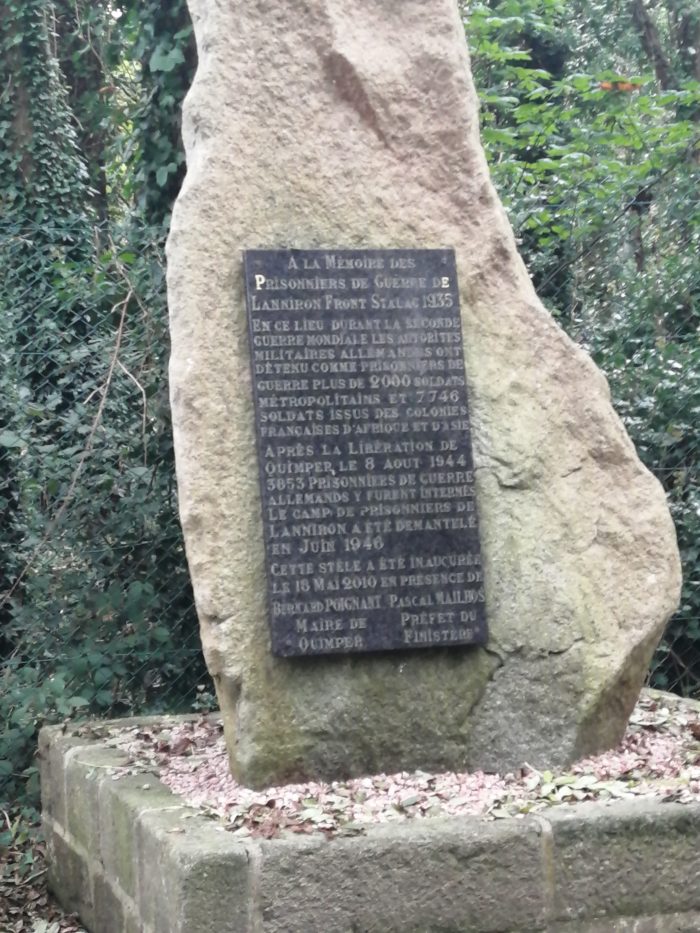 A LA MÉMOIRE DES
PRISONNIERS DE GUERRE DE
LANNIRON FRONT STALAG 1935
EN CE LIEU DURANT LA SECONDE
GUERRE MONDIALE LES AUTORITES
MILITAIRES ALLEMANDES ONT
DÉTENU COMME PRISONNIERS DE
GUERRE PLUS DE 2000 SOLDATS
MÉTROPOLITAINS ET 7746
SOLDATS ISSUS DES COLONIES
FRANÇAISES D'AFRIQUE ET D'ASIE
APRÈS LA LIBÉRATION DE
QUIMPER LE 8 AOUT 1944
3853 PRISONNIERS DE GUERRE
ALLEMANDS Y FURENT INTERNÉS
LE CAMP DE PRISONNIERS DE
LANNIRON A ÉTÉ DEMANTELÉ
EN JUIN 1946
CETTE STÈLE A ÉTÉ INAUGURÉE
LE 18 MAI 2010 EN PRÉSENCE DE
BERNARD POIGNANT PASCAL MAILHOS
MAIRE DE PRÉFET DU
QUIMPER FINISTÈRE